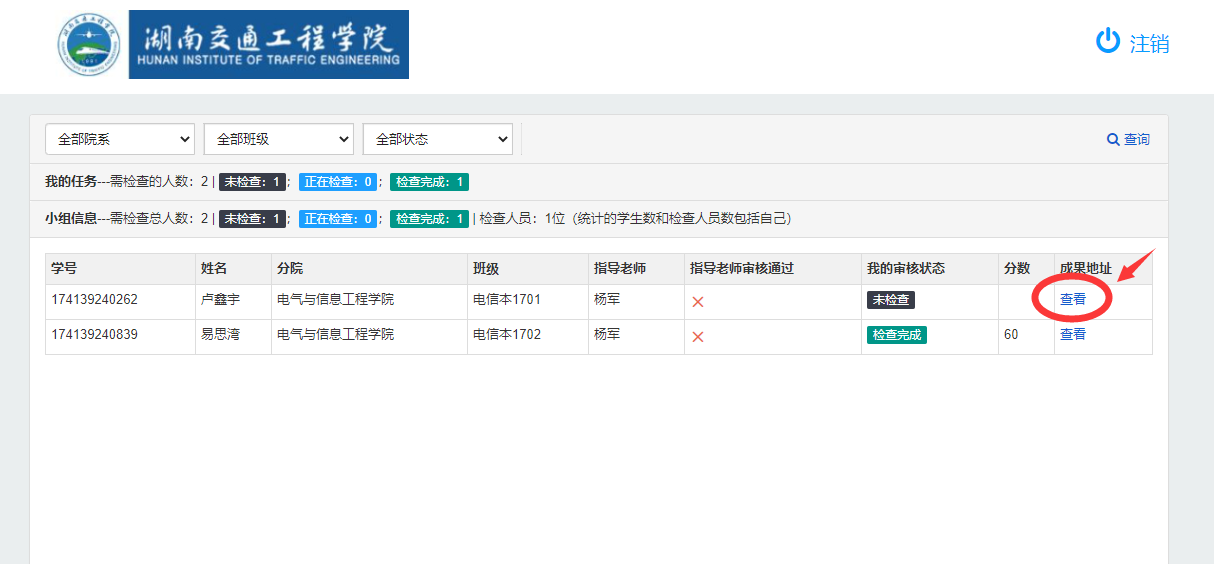 湖南交通工程学院
HUNAN INSTITUTE OF TRAFFIC ENGINEERING
注销
全部院系 全部班级 全部状态 查询
我的任务---需检查的人数：2 | 未检查：1 ； 正在检查：0 ； 检查完成：1
小组信息---需检查总人数：2 | 未检查：1 ； 正在检查：0 ； 检查完成：1 | 检查人员：1位（统计的学生数和检查人员数包括自己）
学号 姓名 分院 班级 指导老师 指导老师审核通过 我的审核状态 分数 成果地址
174139240262 卢鑫宇 电气与信息工程学院 电信本1701 杨军 未检查 查看
174139240839 易思湾 电气与信息工程学院 电信本1702 杨军 检查完成 60 查看